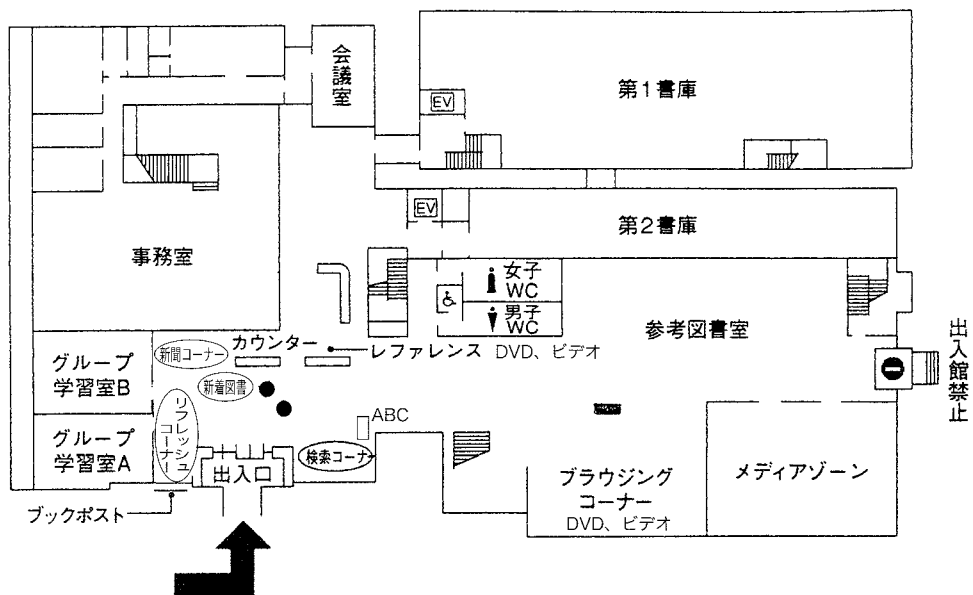 会議室
第1書庫
EV
EV
第2書庫
事務室
女子
WC
男子
WC
参考図書室
出入館禁止
カウンター
レファレンス DVD、ビデオ
新聞コーナー
グループ
学習室B
新着図書
リフレッシュ
コーナー
ABC
グループ
学習室A
出入口
検索コーナー
ブラウジング
コーナー
DVD、ビデオ
メディアゾーン
ブックポスト